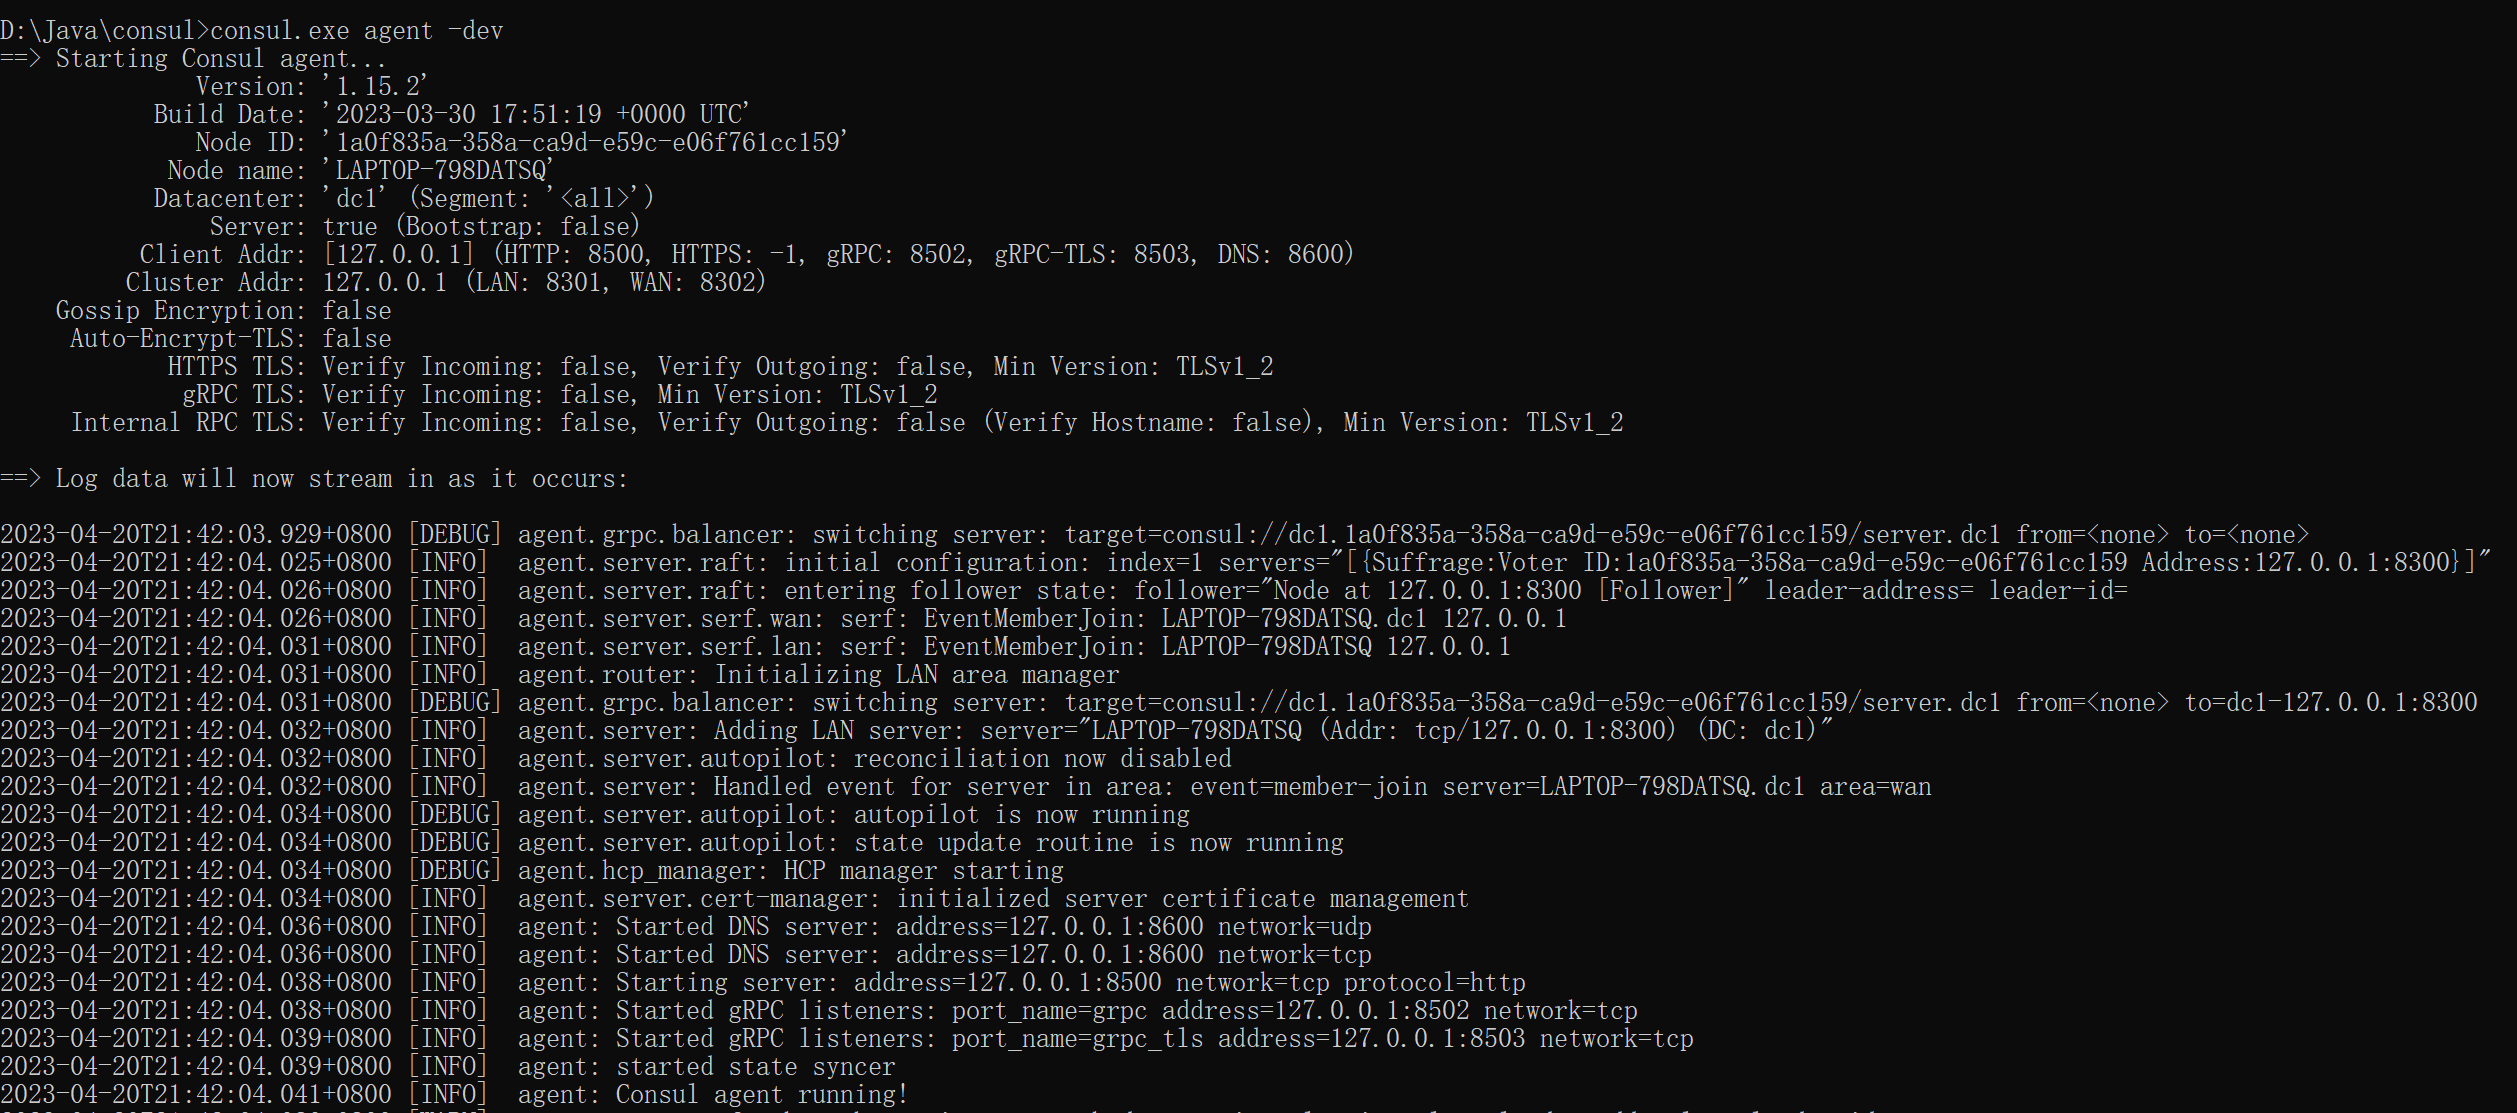 D:\Java\consul>consul.exe agent -dev
==> Starting Consul agent...
Version: '1.15.2'
Build Date: '2023-03-30 17:51:19 +0000 UTC'
Node ID: '1a0f835a-358a-ca9d-e59c-e06f761cc159'
Node name: 'LAPTOP-798DATSQ'
Datacenter: 'dc1' (Segment: '<all>')
Server: true (Bootstrap: false)
Client Addr: [127.0.0.1] (HTTP: 8500, HTTPS: -1, gRPC: 8502, gRPC-TLS: 8503, DNS: 8600)
Cluster Addr: 127.0.0.1 (LAN: 8301, WAN: 8302)
Gossip Encryption: false
Auto-Encrypt-TLS: false
HTTPS TLS: Verify Incoming: false, Verify Outgoing: false, Min Version: TLSv1_2
gRPC TLS: Verify Incoming: false, Min Version: TLSv1_2
Internal RPC TLS: Verify Incoming: false, Verify Outgoing: false (Verify Hostname: false), Min Version: TLSv1_2
==> Log data will now stream in as it occurs:
2023-04-20T21:42:03.929+0800 [DEBUG] agent.grpc.balancer: switching server: target=consul://dc1.1a0f835a-358a-ca9d-e59c-e06f761cc159/server.dc1 from=<none> to=<none>
2023-04-20T21:42:04.025+0800 [INFO]  agent.server.raft: initial configuration: index=1 servers="[{Suffrage:Voter ID:1a0f835a-358a-ca9d-e59c-e06f761cc159 Address:127.0.0.1:8300}]"
2023-04-20T21:42:04.026+0800 [INFO]  agent.server.raft: entering follower state: follower="Node at 127.0.0.1:8300 [Follower]" leader-address= leader-id=
2023-04-20T21:42:04.026+0800 [INFO]  agent.server.serf.wan: serf: EventMemberJoin: LAPTOP-798DATSQ.dc1 127.0.0.1
2023-04-20T21:42:04.031+0800 [INFO]  agent.server.serf.lan: serf: EventMemberJoin: LAPTOP-798DATSQ 127.0.0.1
2023-04-20T21:42:04.031+0800 [INFO]  agent.router: Initializing LAN area manager
2023-04-20T21:42:04.031+0800 [DEBUG] agent.grpc.balancer: switching server: target=consul://dc1.1a0f835a-358a-ca9d-e59c-e06f761cc159/server.dc1 from=<none> to=dc1-127.0.0.1:8300
2023-04-20T21:42:04.032+0800 [INFO]  agent.server: Adding LAN server: server="LAPTOP-798DATSQ (Addr: tcp/127.0.0.1:8300) (DC: dc1)"
2023-04-20T21:42:04.032+0800 [INFO]  agent.server.autopilot: reconciliation now disabled
2023-04-20T21:42:04.032+0800 [INFO]  agent.server: Handled event for server in area: event=member-join server=LAPTOP-798DATSQ.dc1 area=wan
2023-04-20T21:42:04.034+0800 [DEBUG] agent.server.autopilot: autopilot is now running
2023-04-20T21:42:04.034+0800 [DEBUG] agent.server.autopilot: state update routine is now running
2023-04-20T21:42:04.034+0800 [DEBUG] agent.hcp_manager: HCP manager starting
2023-04-20T21:42:04.034+0800 [INFO]  agent.server.cert-manager: initialized server certificate management
2023-04-20T21:42:04.036+0800 [INFO]  agent: Started DNS server: address=127.0.0.1:8600 network=udp
2023-04-20T21:42:04.036+0800 [INFO]  agent: Started DNS server: address=127.0.0.1:8600 network=tcp
2023-04-20T21:42:04.038+0800 [INFO]  agent: Starting server: address=127.0.0.1:8500 network=tcp protocol=http
2023-04-20T21:42:04.038+0800 [INFO]  agent: Started gRPC listeners: port_name=grpc address=127.0.0.1:8502 network=tcp
2023-04-20T21:42:04.039+0800 [INFO]  agent: Started gRPC listeners: port_name=grpc_tls address=127.0.0.1:8503 network=tcp
2023-04-20T21:42:04.039+0800 [INFO]  agent: started state syncer
2023-04-20T21:42:04.041+0800 [INFO]  agent: Consul agent running!